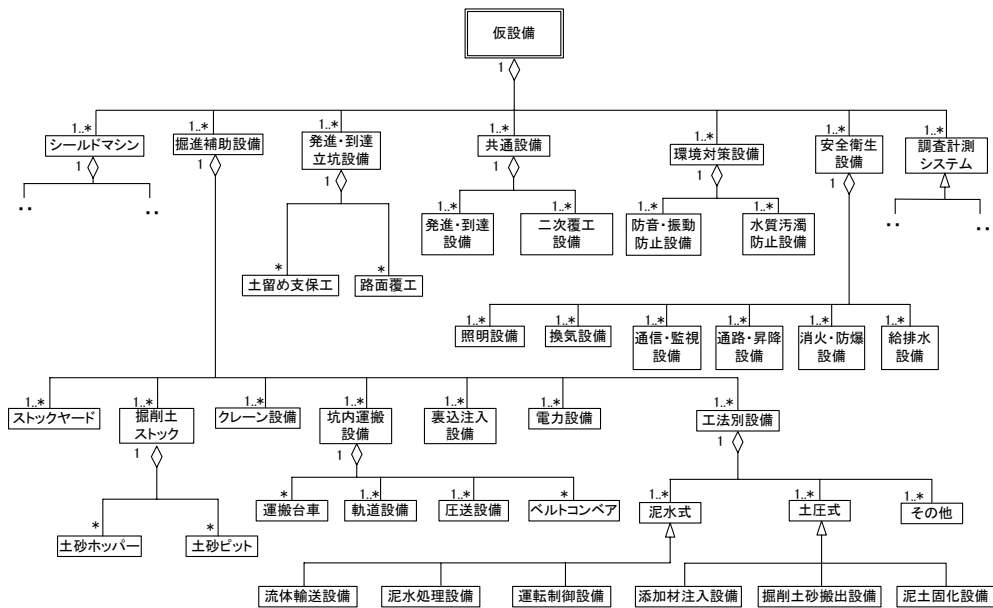 仮設備
1
1..*
1..*
1..*
1..*
1..*
1..*
1..*
シールドマシン
掘進補助設備
発進・到達
立坑設備
共通設備
環境対策設備
安全衛生
設備
調査計測
システム
1
1
1
1
1
1
..
..
..
..
1..*
1..*
1..*
1..*
発進・到達
設備
二次覆工
設備
防音・振動
防止設備
水質汚濁
防止設備
*
*
土留め支保工
路面覆工
1..*
1..*
1..*
1..*
1..*
1..*
照明設備
換気設備
通信・監視
設備
通路・昇降
設備
消火・防爆
設備
給排水
設備
1..*
1..*
1..*
1..*
1..*
1..*
1..*
ストックヤード
掘削土
ストック
クレーン設備
坑内運搬
設備
裏込注入
設備
電力設備
工法別設備
1
1
1
*
1..*
1..*
*
1..*
1..*
1..*
運搬台車
軌道設備
圧送設備
ベルトコンベア
泥水式
土圧式
その他
*
*
土砂ホッパー
土砂ピット
流体輸送設備
泥水処理設備
運転制御設備
添加材注入設備
掘削土砂搬出設備
泥土固化設備